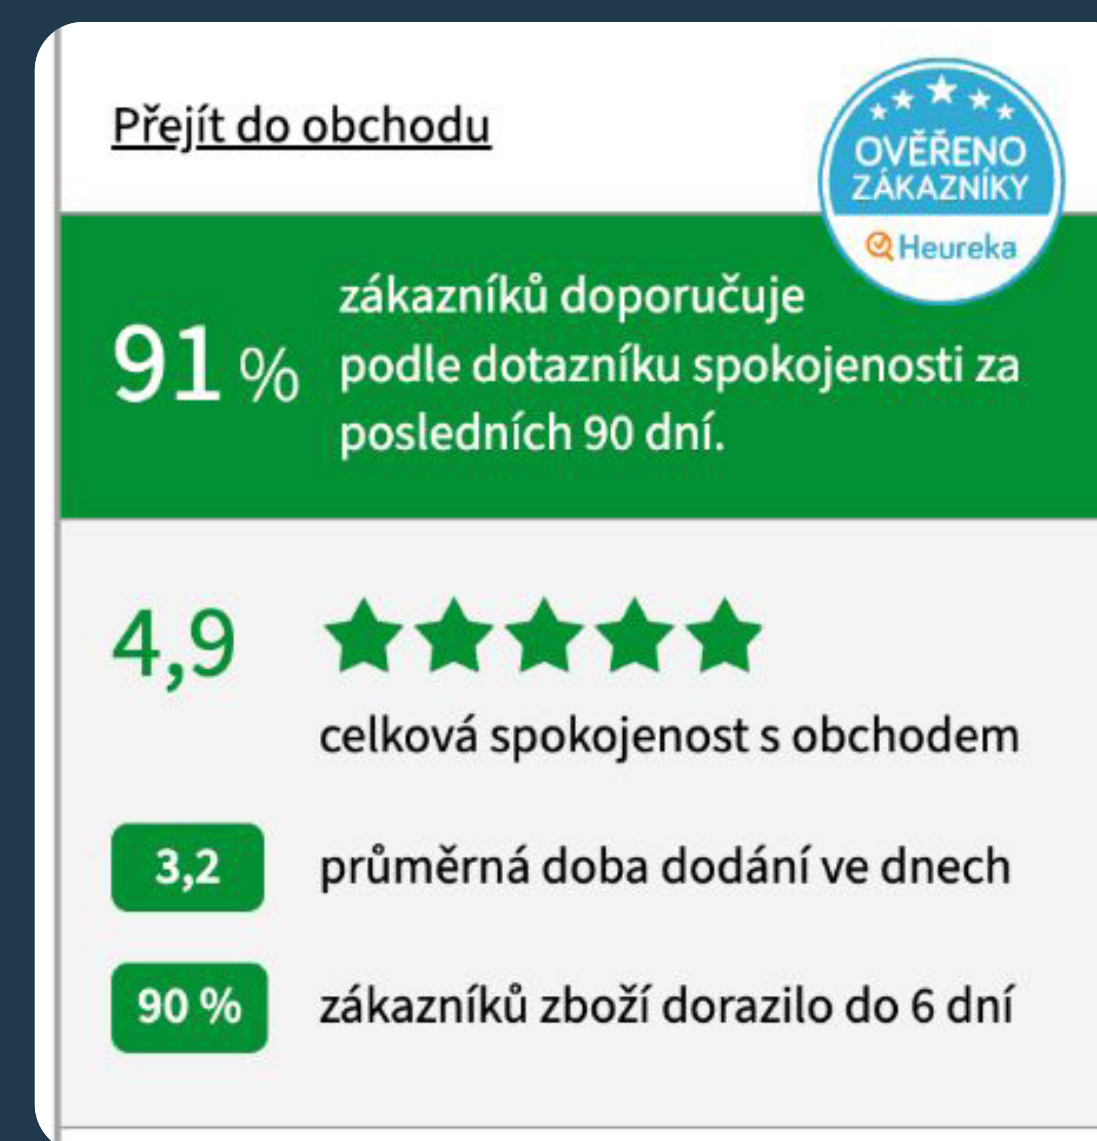 Přejít do obchodu
OVĚŘENO
ZÁKAZNÍKY
Heureka
91 %
zákazníků doporučuje
podle dotazníku spokojenosti za
posledních 90 dní.
4,9
celková spokojenost s obchodem
3,2 průměrná doba dodání ve dnech
90 % zákazníků zboží dorazilo do 6 dní